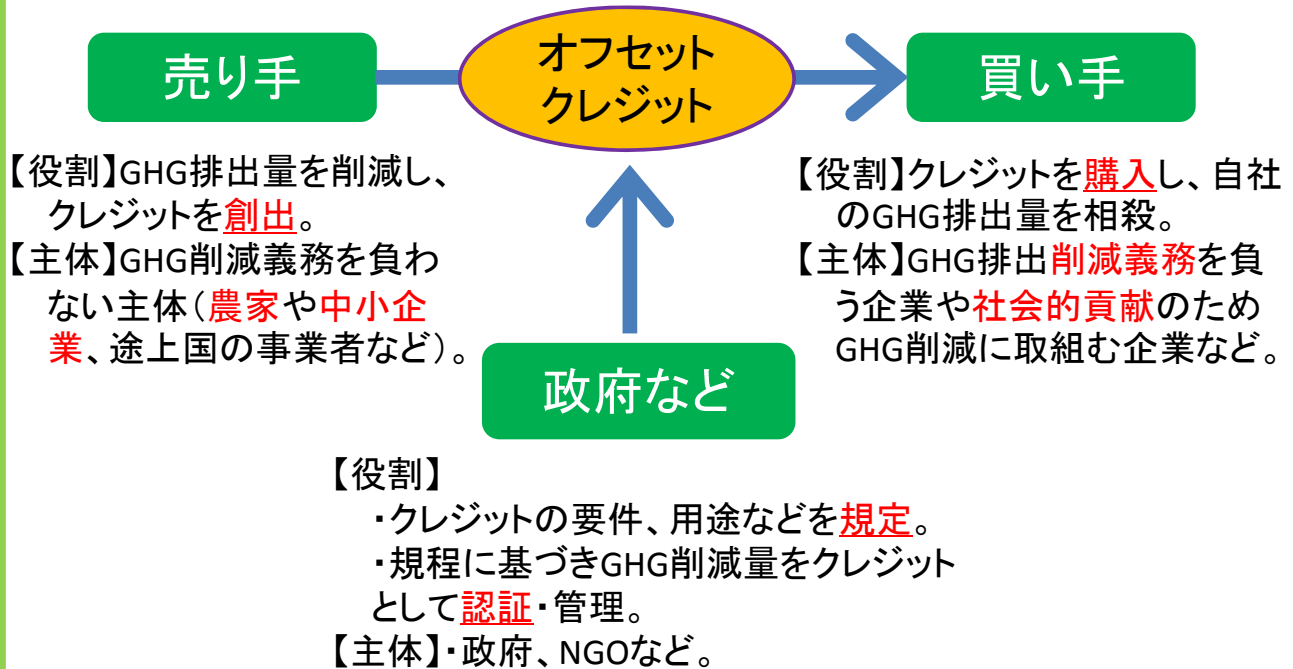 売り手
オフセット
クレジット
買い手
【役割】GHG排出量を削減し、
クレジットを創出。
【主体】GHG削減義務を負わ
ない主体（農家や中小企
業、途上国の事業者など）。
【役割】クレジットを購入し、自社
のGHG排出量を相殺。
【主体】GHG排出削減義務を負
う企業や社会的貢献のため
GHG削減に取組む企業など。
政府など
【役割】
・クレジットの要件、用途などを規定。
・規程に基づきGHG削減量をクレジット
として認証・管理。
【主体】・政府、NGOなど。